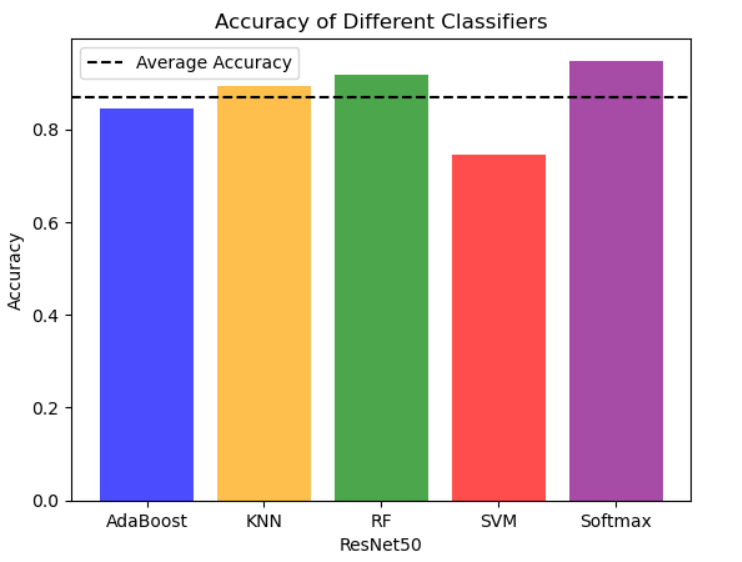 Accuracy of Different Classifiers
Average Accuracy
Accuracy
0.8
0.6
0.4
0.2
0.0
AdaBoost KNN RF SVM Softmax
ResNet50